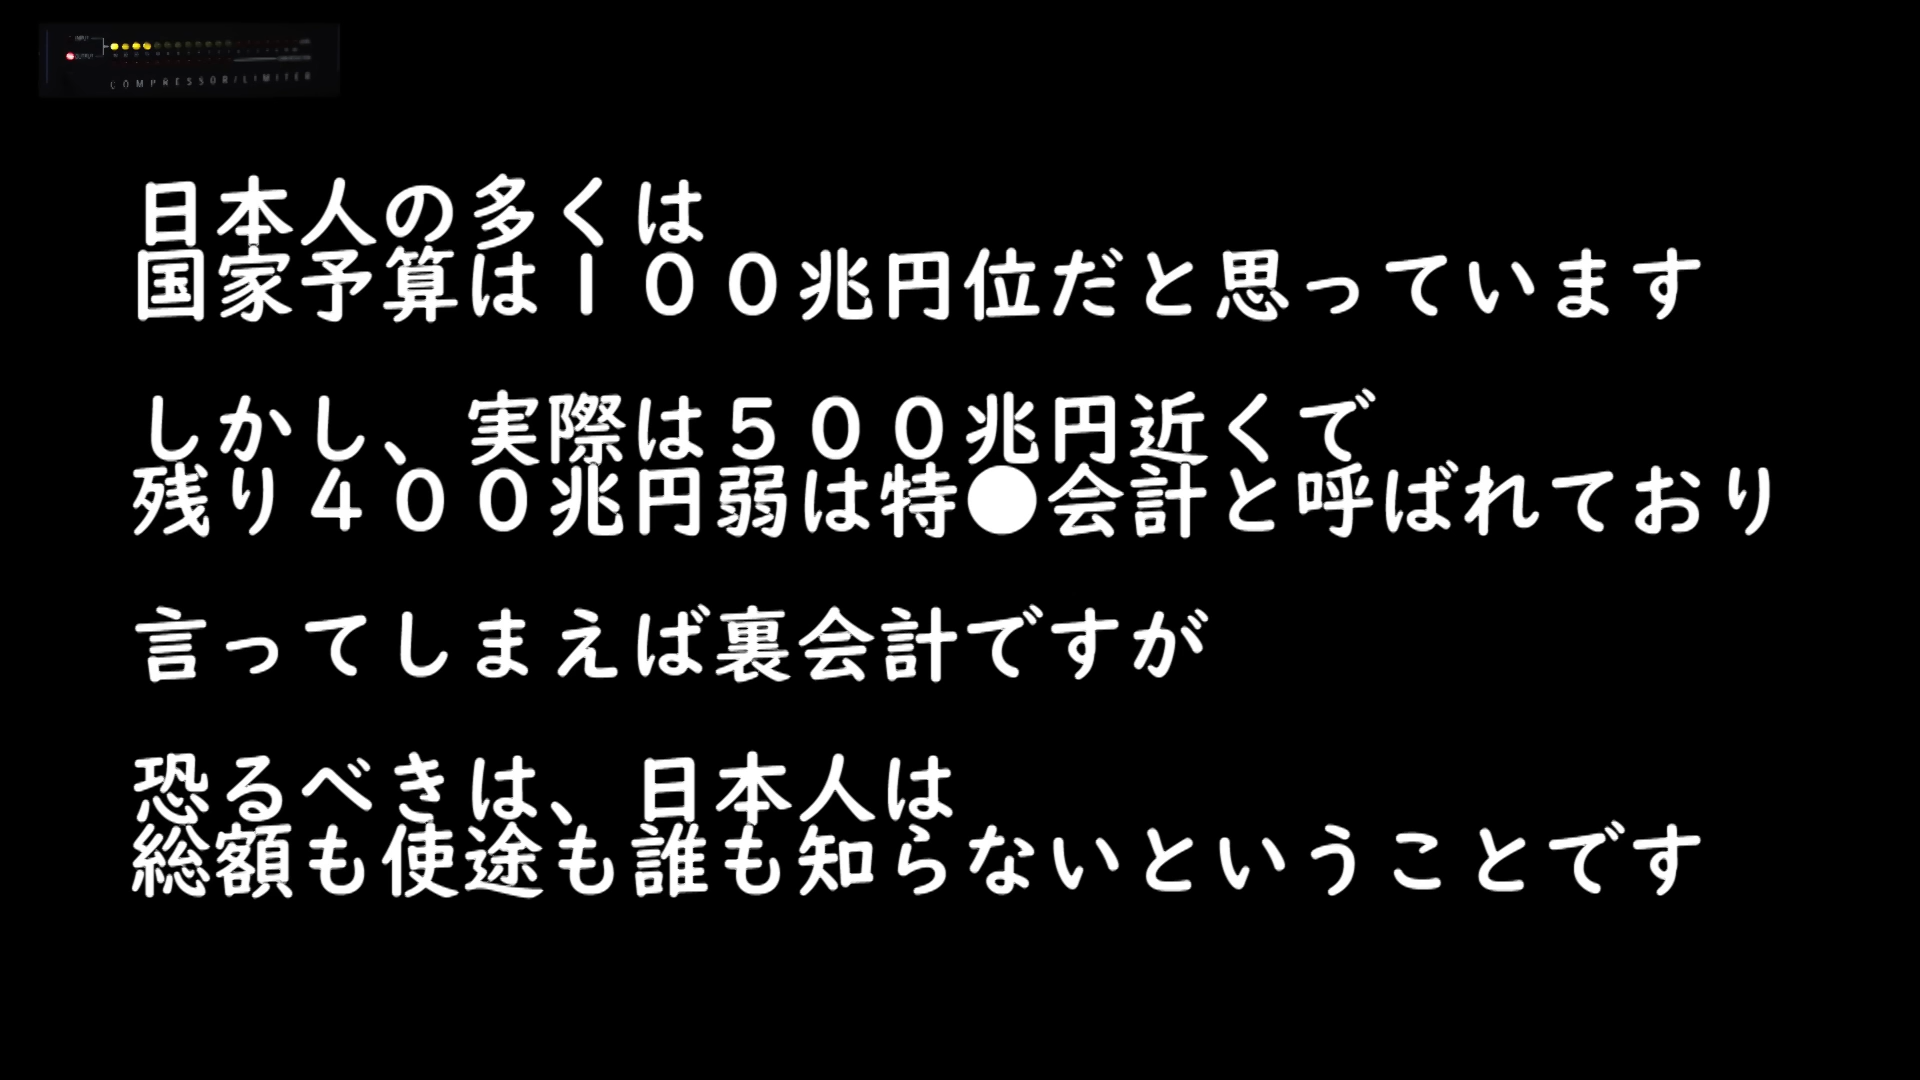 INPUT
OUTPUT
COMPRESSOR/LIMITER
日本人の多くは
国家予算は１００兆円位だと思っています
しかし、実際は５００兆円近くで
残り４００兆円弱は特●会計と呼ばれており
言ってしまえば裏会計ですが
恐るべきは、日本人は
総額も使途も誰も知らないということです